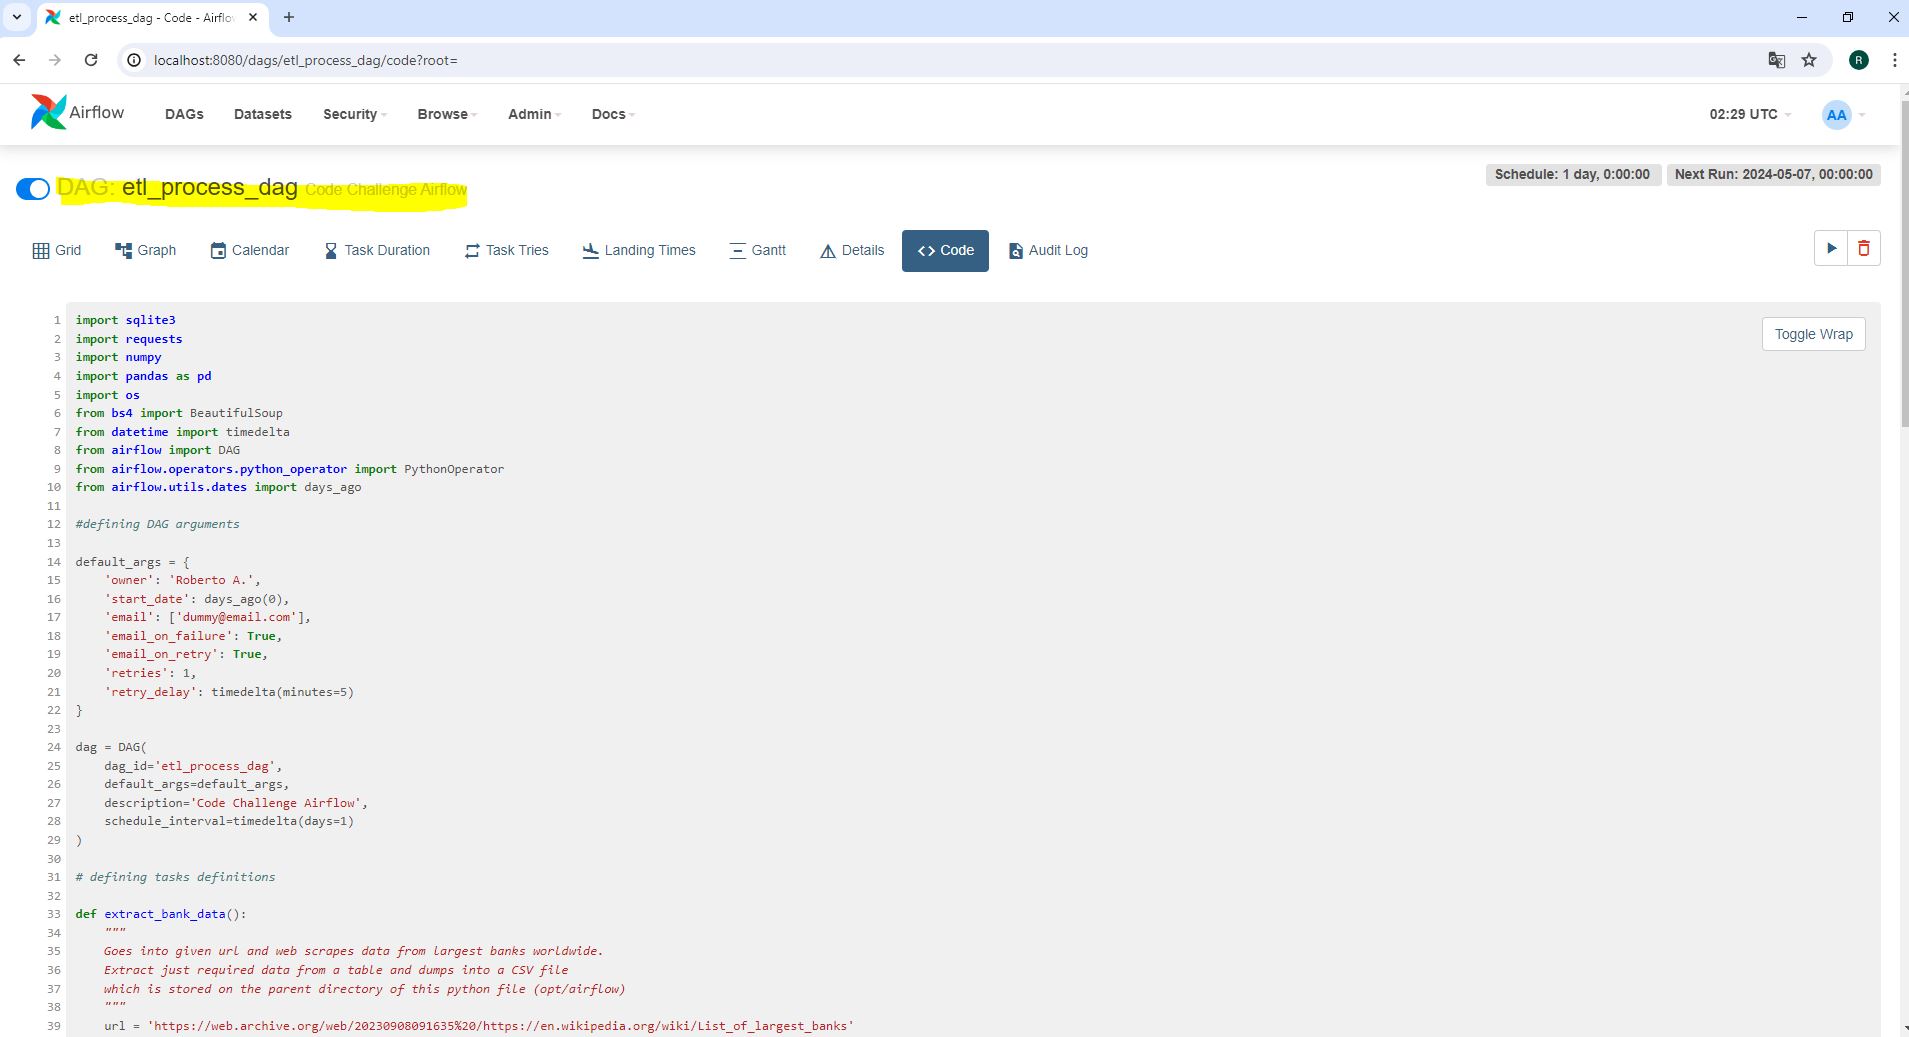 etl_process_dag - Code - Airflo
localhost:8080/dags/etl_process_dag/code?root=
R
Airflow DAGs Datasets Security Browse Admin Docs 02:29 UTC AA
DAG: etl_process_dag Code Challenge Airflow Schedule: 1 day, 0:00:00 Next Run: 2024-05-07, 00:00:00
Grid Graph Calendar Task Duration Task Tries Landing Times Gantt Details <> Code Audit Log
Toggle Wrap
1 import sqlite3
2 import requests
3 import numpy
4 import pandas as pd
5 import os
6 from bs4 import BeautifulSoup
7 from datetime import timedelta
8 from airflow import DAG
9 from airflow.operators.python_operator import PythonOperator
10 from airflow.utils.dates import days_ago
11
12 #defining DAG arguments
13
14 default_args = {
15     'owner': 'Roberto A.',
16     'start_date': days_ago(0),
17     'email': ['dummy@email.com'],
18     'email_on_failure': True,
19     'email_on_retry': True,
20     'retries': 1,
21     'retry_delay': timedelta(minutes=5)
22 }
23
24 dag = DAG(
25     dag_id='etl_process_dag',
26     default_args=default_args,
27     description='Code Challenge Airflow',
28     schedule_interval=timedelta(days=1)
29 )
30
31 # defining tasks definitions
32
33 def extract_bank_data():
34     """
35     Goes into given url and web scrapes data from largest banks worldwide.
36     Extract just required data from a table and dumps into a CSV file
37     which is stored on the parent directory of this python file (opt/airflow)
38     """
39     url = 'https://web.archive.org/web/20230908091635%20/https://en.wikipedia.org/wiki/List_of_largest_banks'